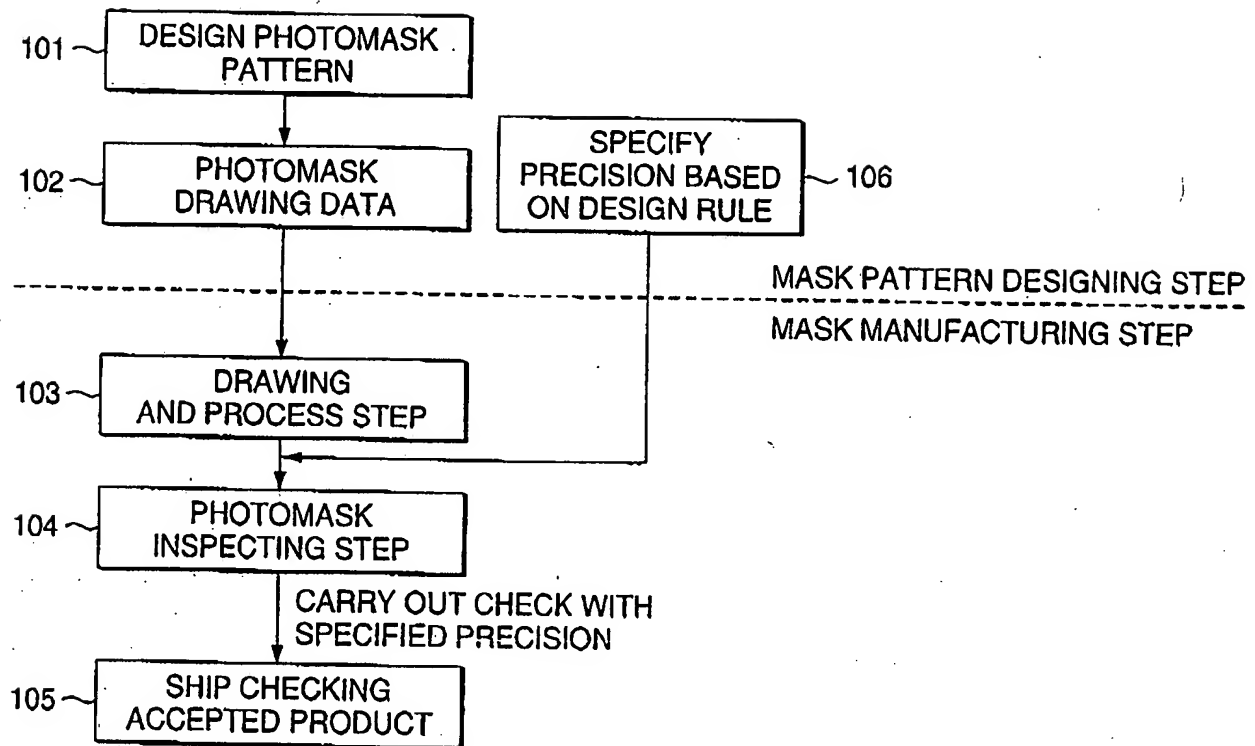 101
DESIGN PHOTOMASK
PATTERN
102
PHOTOMASK
DRAWING DATA
SPECIFY
PRECISION BASED
ON DESIGN RULE
106
MASK PATTERN DESIGNING STEP
MASK MANUFACTURING STEP
103
DRAWING
AND PROCESS STEP
104
PHOTOMASK
INSPECTING STEP
CARRY OUT CHECK WITH
SPECIFIED PRECISION
105
SHIP CHECKING
ACCEPTED PRODUCT